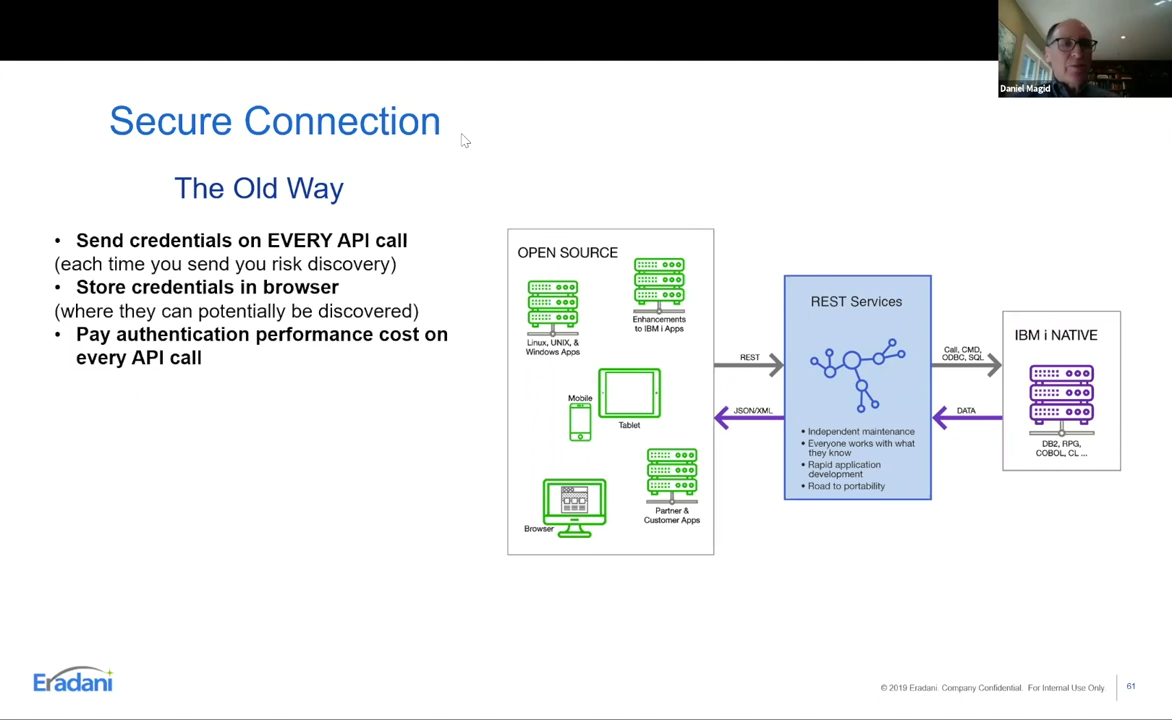 Daniel Magid
Secure Connection
The Old Way
• Send credentials on EVERY API call
(each time you send you risk discovery)
• Store credentials in browser
(where they can potentially be discovered)
• Pay authentication performance cost on
every API call
OPEN SOURCE
Linux, UNIX, &
Windows Apps
Enhancements
to IBM i Apps
Mobile
Tablet
Browser
Partner &
Customer Apps
REST
JSON/XML
REST Services
• Independent maintenance
• Everyone works with what
they know
• Rapid application
development
• Road to portability
Call, CMD,
ODBC, SQL
DATA
IBM i NATIVE
DB2, RPG,
COBOL, CL ...
Eradani
© 2019 Eradani. Company Confidential. For Internal Use Only.
61